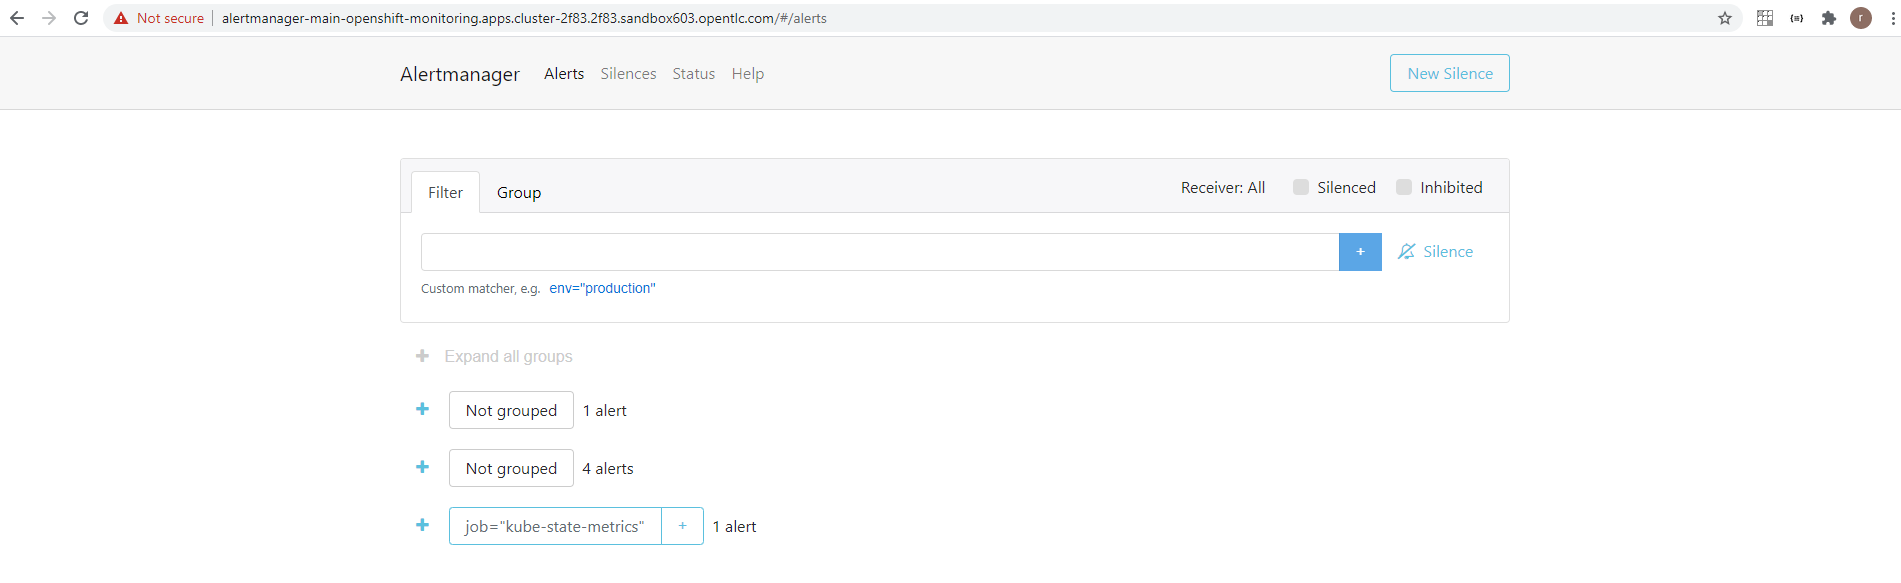 Not secure | alertmanager-main-openshift-monitoring.apps.cluster-2f83.2f83.sandbox603.opentlc.com/#/alerts
r
Alertmanager Alerts Silences Status Help New Silence
Filter Group Receiver: All Silenced Inhibited
+ Silence
Custom matcher, e.g. env="production"
+ Expand all groups
+ Not grouped 1 alert
+ Not grouped 4 alerts
+ job="kube-state-metrics" + 1 alert